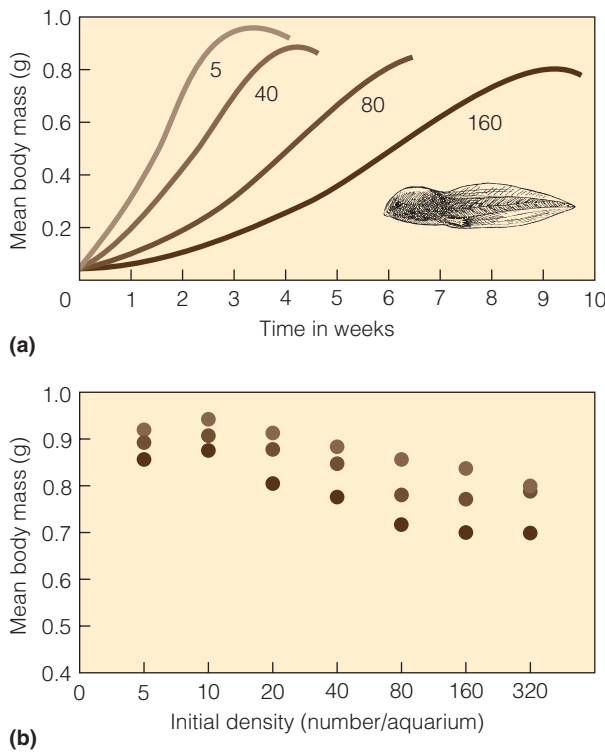 1.0
0.8
0.6
0.4
0.2
Mean body mass (g)
5
40
80
160
0 1 2 3 4 5 6 7 8 9 10
Time in weeks
(a)
1.0
0.9
0.8
0.7
0.6
0.5
0.4
Mean body mass (g)
0 5 10 20 40 80 160 320
Initial density (number/aquarium)
(b)